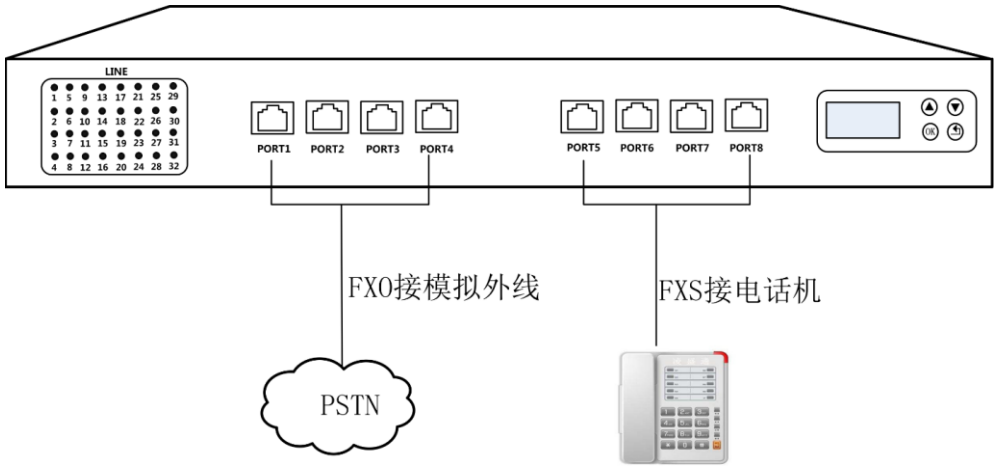 LINE
1 5 9 13 17 21 25 29
2 6 10 14 18 22 26 30
3 7 11 15 19 23 27 31
4 8 12 16 20 24 28 32
PORT1 PORT2 PORT3 PORT4
PORT5 PORT6 PORT7 PORT8
OK
FXO接模拟外线
FXS接电话机
PSTN